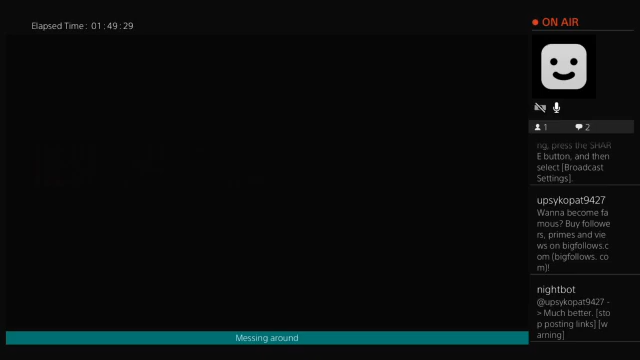 Elapsed Time : 01:49:29
ON AIR
1
2
ng, press the SHAR
E button, and then
select [Broadcast
Settings].
upsykopat9427
Wanna become fa
mous? Buy followe
rs, primes and vie
ws on bigfollows.c
om (bigfollows. co
m)!
nightbot
@upsykopat9427 -
> Much better. [sto
p posting links] [w
arning]
Messing around